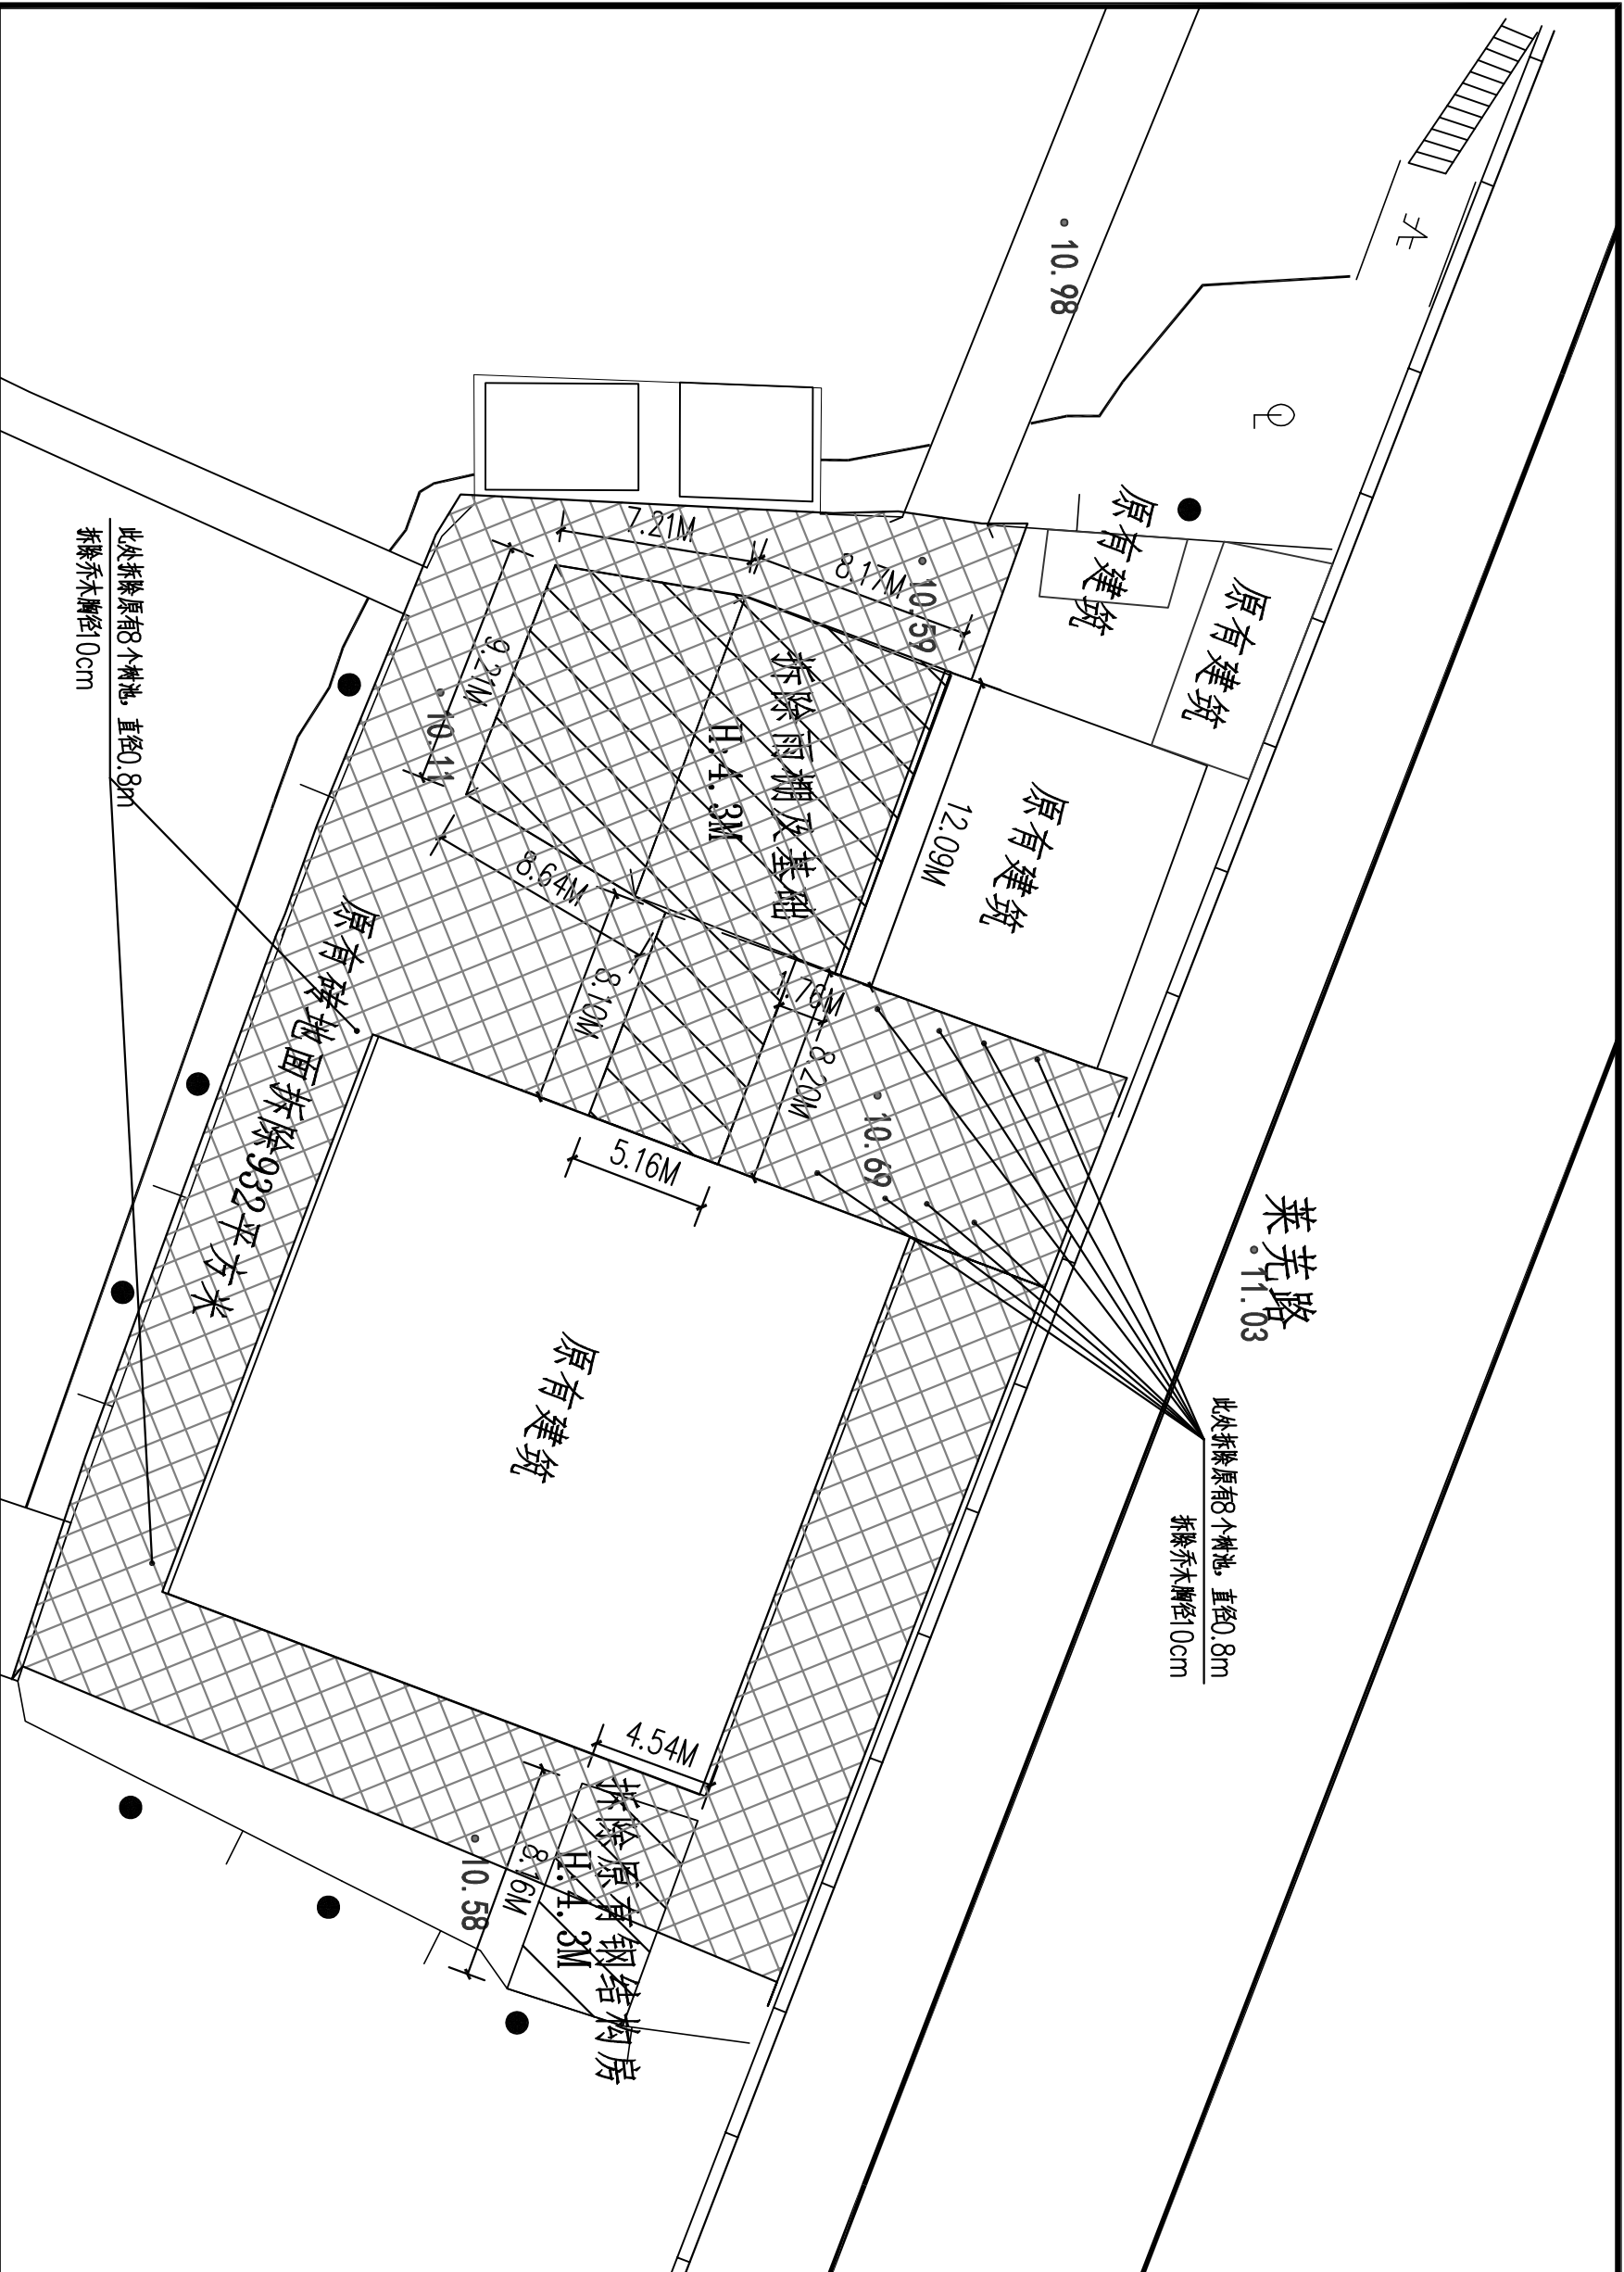 10.98
原有建筑
原有建筑
7.21M
8.17M
10.59
拆除雨棚及基础
H.4.3M
9.21M
10.11
12.09M
原有建筑
8.64M
8.10M
1.76M
8.20M
10.69
5.16M
此处拆除原有8个树池，直径0.8m
拆除乔木胸径10cm
原有砖地面拆除932平方米
莱芜路
11.03
原有建筑
此处拆除原有8个树池，直径0.8m
拆除乔木胸径10cm
4.54M
拆除原有钢结构房
H.4.3M
8.16M
10.58